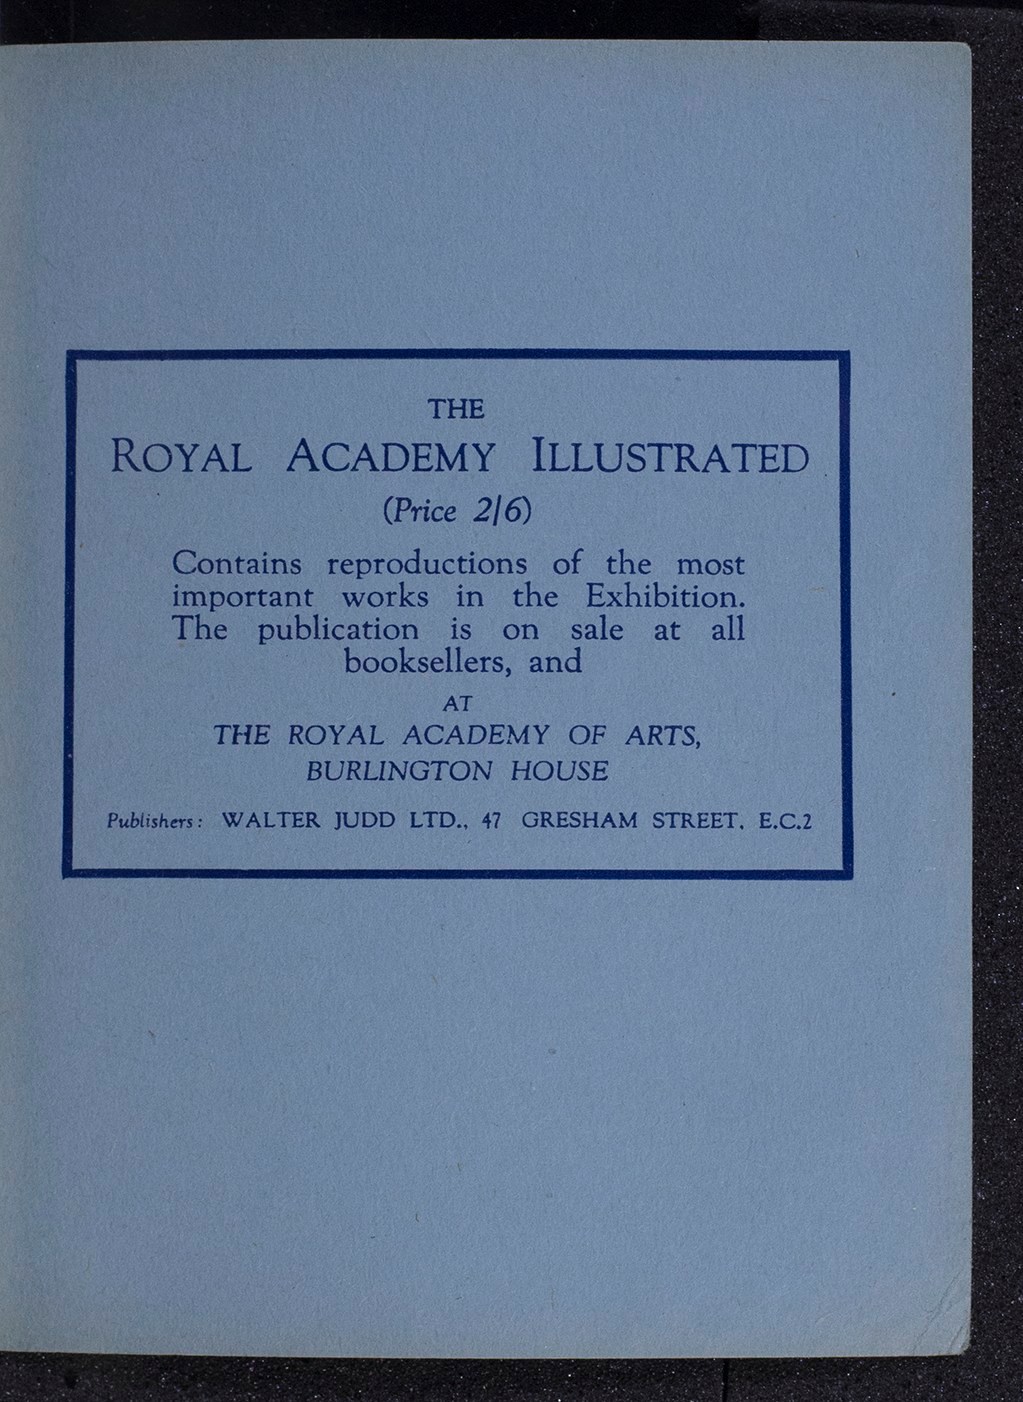 THE
ROYAL ACADEMY ILLUSTRATED
(Price 2/6)
Contains reproductions of the most
important works in the Exhibition.
The publication is on sale at all
booksellers, and
AT
THE ROYAL ACADEMY OF ARTS,
BURLINGTON HOUSE
Publishers: WALTER JUDD LTD., 47 GRESHAM STREET, E.C.2